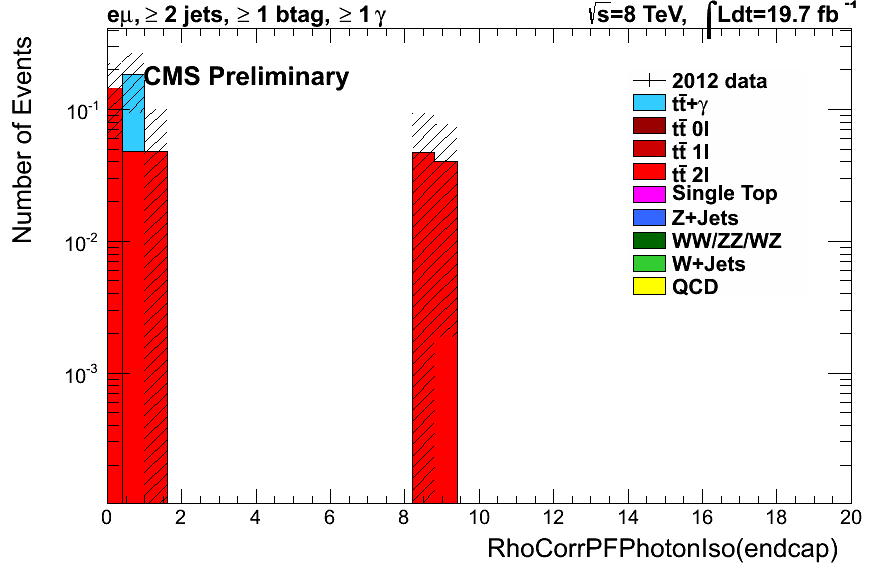 eμ, ≥ 2 jets, ≥ 1 btag, ≥ 1 γ
√s=8 TeV, ∫Ldt=19.7 fb⁻¹
CMS Preliminary
2012 data
tt̄+γ
tt̄ 0l
tt̄ 1l
tt̄ 2l
Single Top
Z+Jets
WW/ZZ/WZ
W+Jets
QCD
Number of Events
10⁻¹
10⁻²
10⁻³
0 2 4 6 8 10 12 14 16 18 20
RhoCorrPFPhotonIso(endcap)